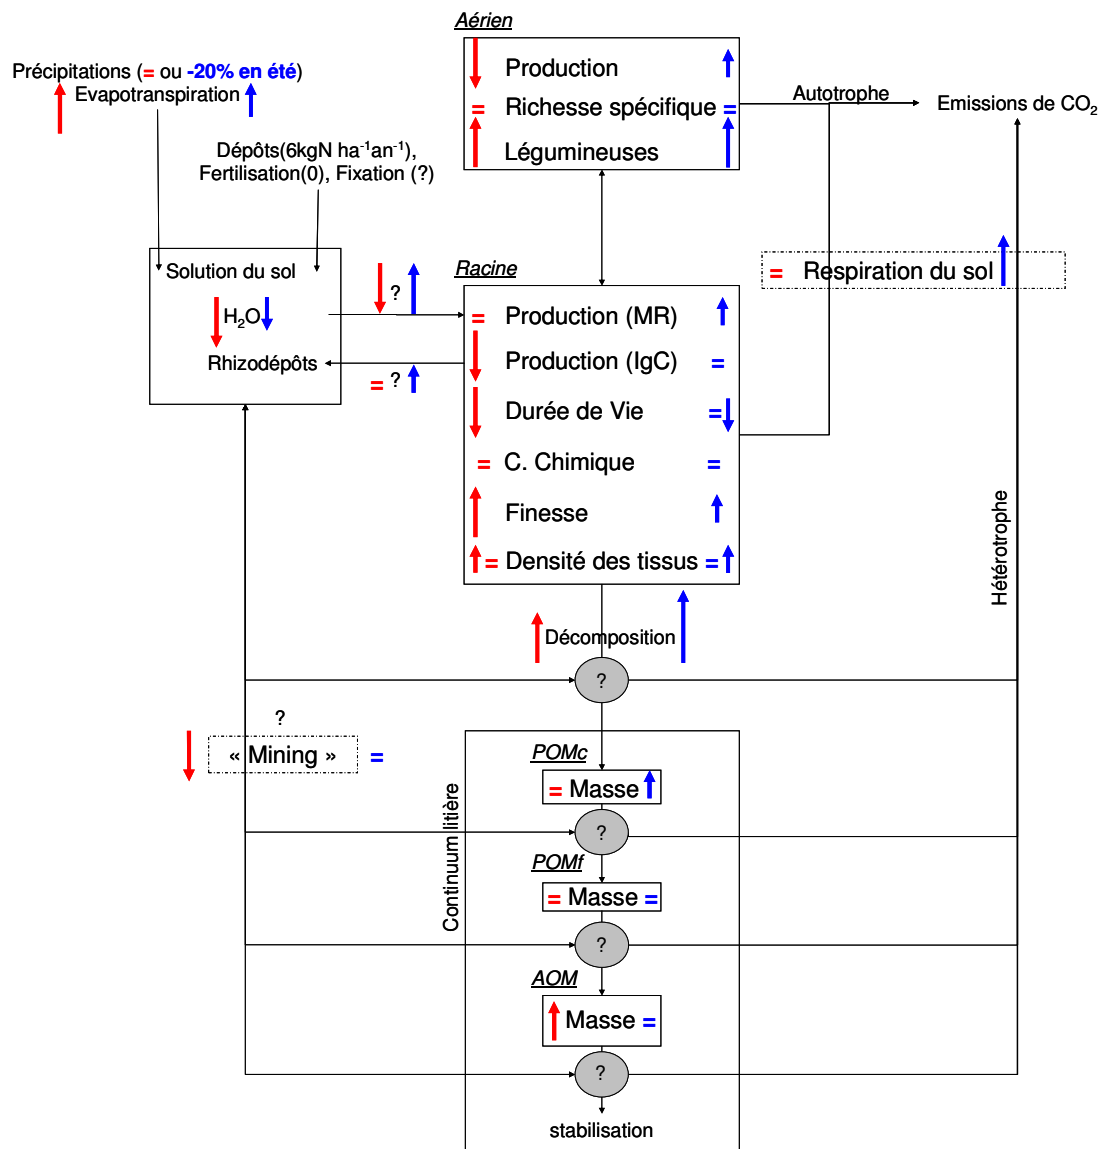 Aérien
Précipitations (= ou -20% en été)
Evapotranspiration
Production
= Richesse spécifique =
Légumineuses
Autotrophe
Emissions de CO₂
Dépôts(6kgN ha⁻¹an⁻¹),
Fertilisation(0), Fixation (?)
Solution du sol
H₂O
Rhizodépôts
?
= ?
Racine
= Production (MR)
Production (IgC) =
Durée de Vie =
= C. Chimique =
Finesse
= Densité des tissus =
= Respiration du sol
Hétérotrophe
Décomposition
?
?
« Mining » =
Continuum litière
POMc
= Masse
?
POMf
= Masse =
?
AOM
Masse =
?
stabilisation